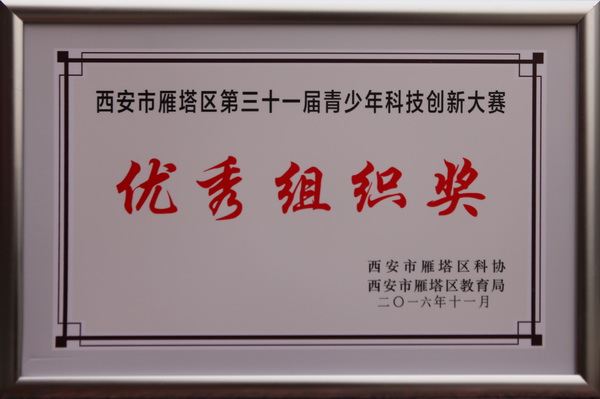 西安市雁塔区第三十一届青少年科技创新大赛
优秀组织奖
西安市雁塔区科协
西安市雁塔区教育局
二〇一六年十一月